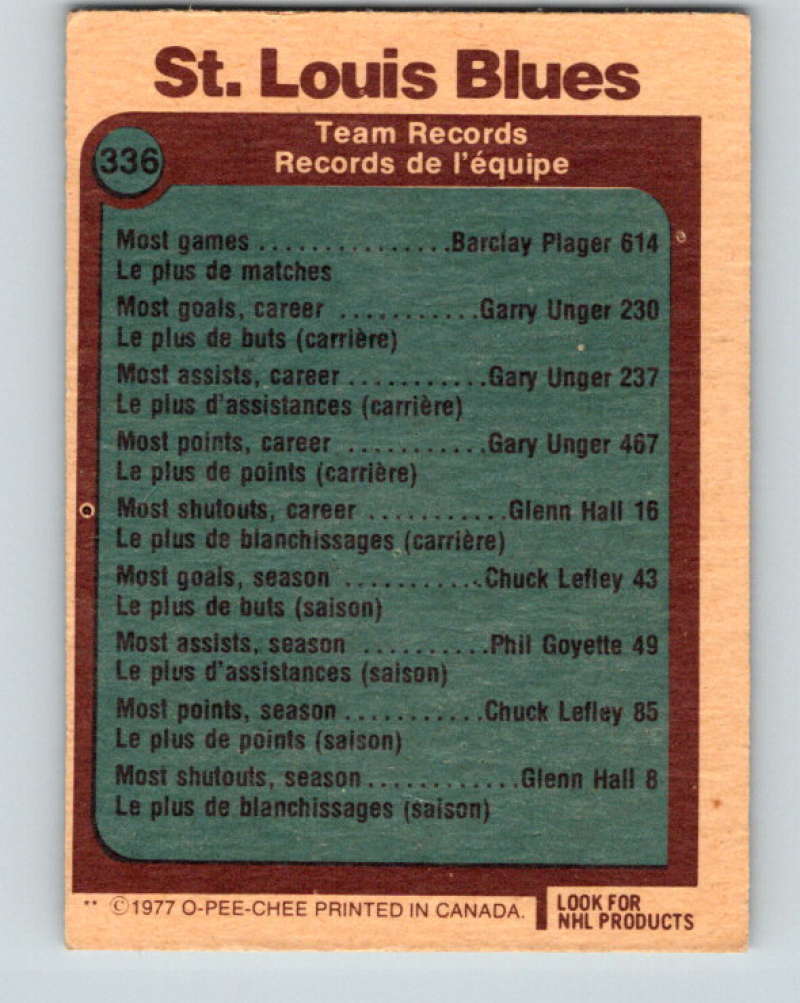 St. Louis Blues
336
Team Records
Records de l'équipe
Most games ................Barclay Plager 614
Le plus de matches
Most goals, career ...........Garry Unger 230
Le plus de buts (carrière)
Most assists, career...........Gary Unger 237
Le plus d'assistances (carrière)
Most points, career ...........Gary Unger 467
Le plus de points (carrière)
Most shutouts, career ...........Glenn Hall 16
Le plus de blanchissages (carrière)
Most goals, season ...........Chuck Lefley 43
Le plus de buts (saison)
Most assists, season ..........Phil Goyette 49
Le plus d'assistances (saison)
Most points, season...........Chuck Lefley 85
Le plus de points (saison)
Most shutouts, season............Glenn Hall 8
Le plus de blanchissages (saison)
** ©1977 O-PEE-CHEE PRINTED IN CANADA.
LOOK FOR
NHL PRODUCTS